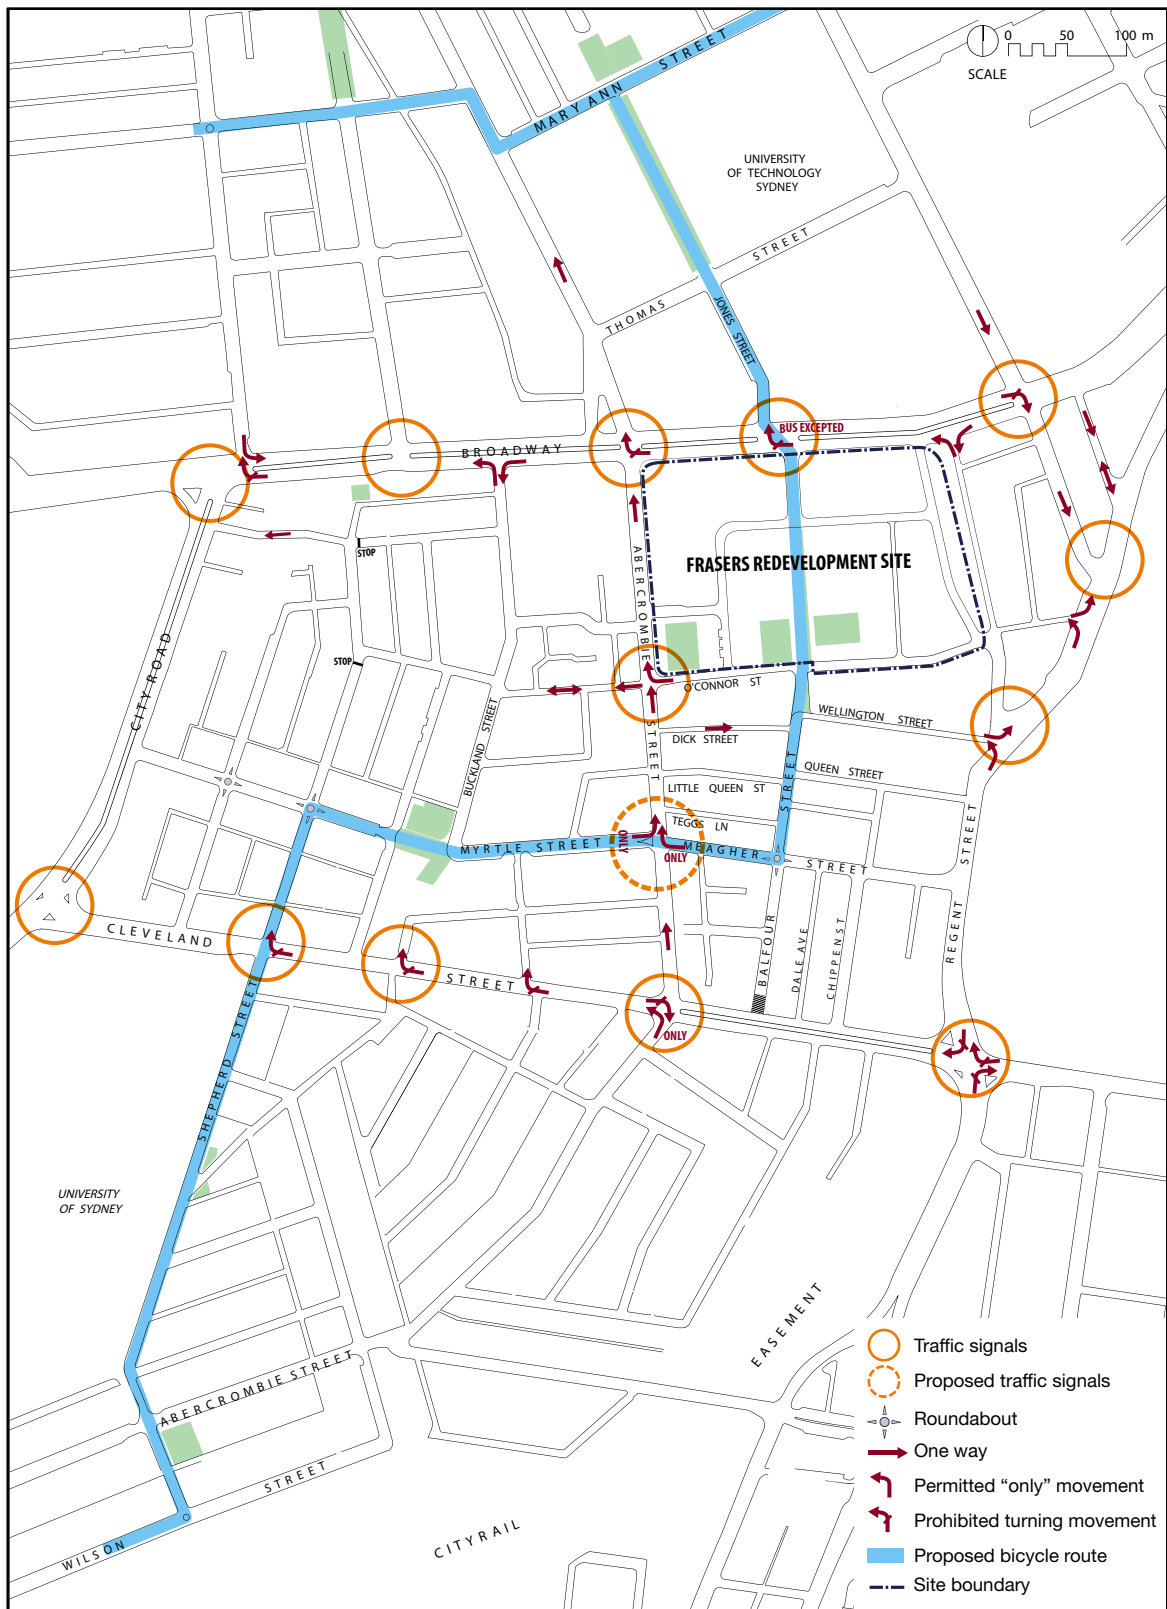 0 50 100 m
SCALE
MARY ANN STREET
UNIVERSITY
OF TECHNOLOGY
SYDNEY
THOMAS STREET
JONES STREET
BUS EXCEPTED
BROADWAY
STOP
FRASERS REDEVELOPMENT SITE
ABERCROMBIE STREET
CITY ROAD
STOP
O'CONNOR ST
BUCKLAND STREET
WELLINGTON STREET
DICK STREET
QUEEN STREET
LITTLE QUEEN ST
TEGGS LN
ONLY
ONLY
MYRTLE STREET
MEAGHER STREET
BALFOUR STREET
DALE AVE
CHIPPEN ST
REGENT STREET
CLEVELAND STREET
ONLY
SHEPHERD STREET
UNIVERSITY
OF SYDNEY
EASEMENT
ABERCROMBIE STREET
WILSON STREET
CITYRAIL
Traffic signals
Proposed traffic signals
Roundabout
One way
Permitted “only” movement
Prohibited turning movement
Proposed bicycle route
Site boundary